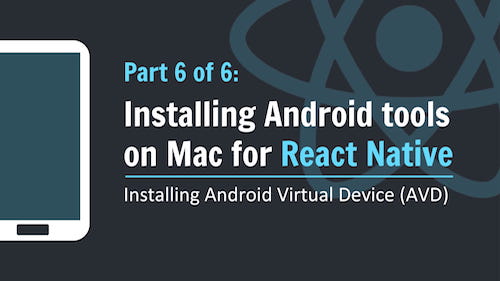 Part 6 of 6:
Installing Android tools
on Mac for React Native
Installing Android Virtual Device (AVD)